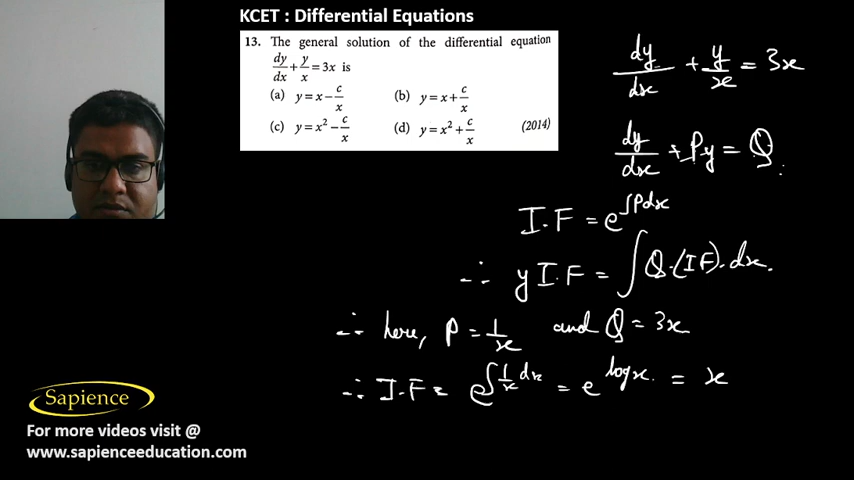 KCET : Differential Equations
13. The general solution of the differential equation
dy/dx + y/x = 3x is
(a) y = x − c/x (b) y = x + c/x
(c) y = x² − c/x (d) y = x² + c/x (2014)
dy/dx + y/x = 3x
dy/dx + Py = Q
I.F = e^∫Pdx
∴ y I.F = ∫ Q.(IF).dx.
∴ here, P = 1/x and Q = 3x
∴ I.F = e^∫1/x dx = e^log x = x
Sapience
For more videos visit @
www.sapienceeducation.com